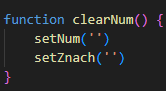 function clearNum() {
    setNum('')
    setZnach('')
}